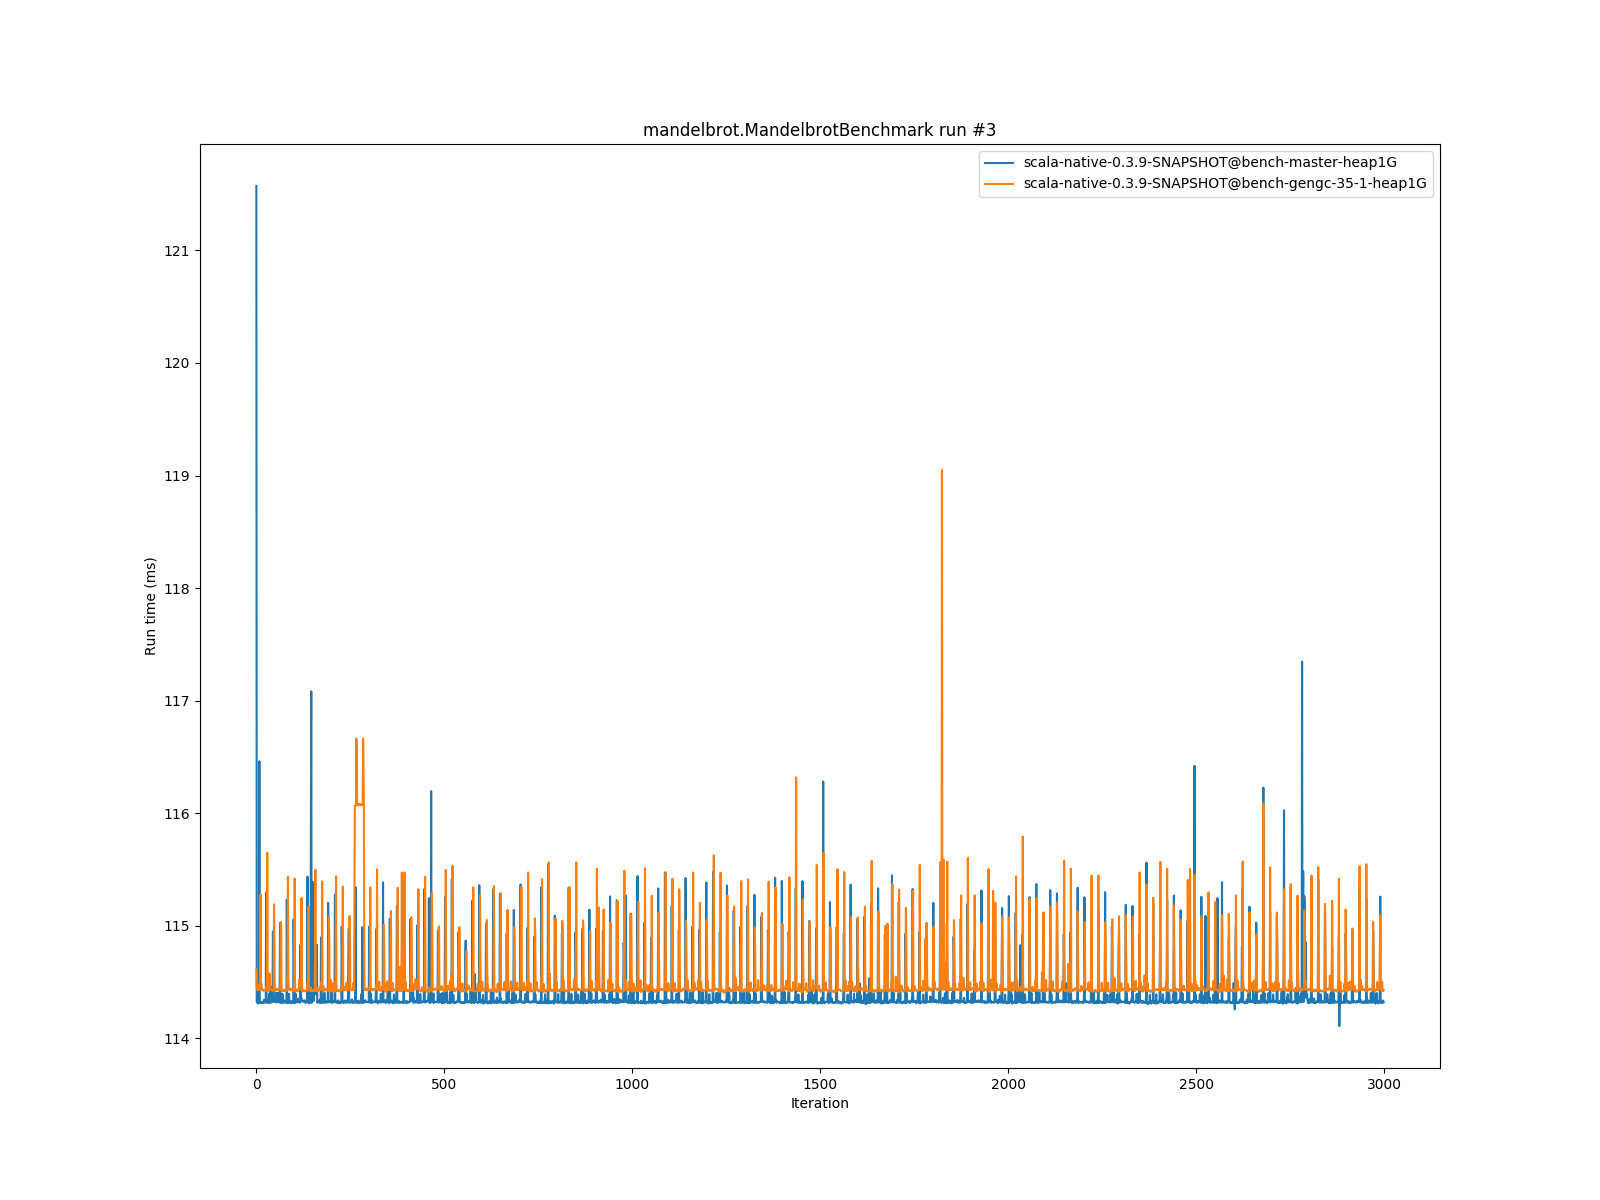 mandelbrot.MandelbrotBenchmark run #3
scala-native-0.3.9-SNAPSHOT@bench-master-heap1G
scala-native-0.3.9-SNAPSHOT@bench-gengc-35-1-heap1G
121
120
119
118
117
116
115
114
Run time (ms)
0 500 1000 1500 2000 2500 3000
Iteration